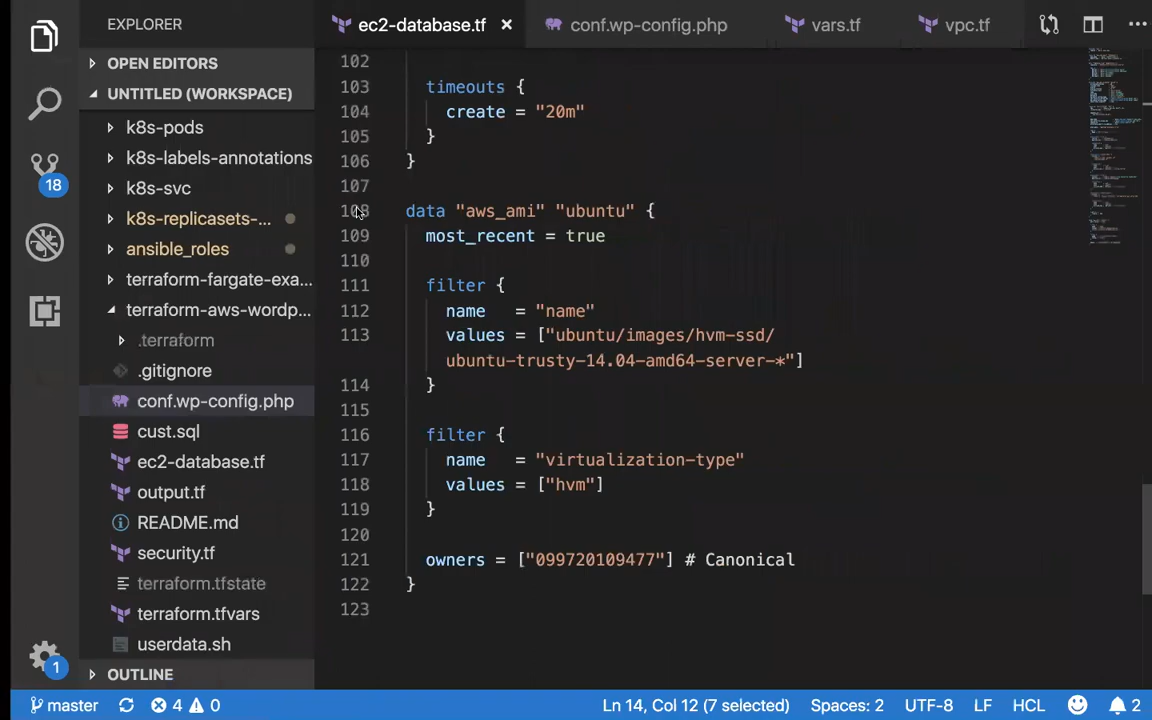 EXPLORER
OPEN EDITORS
UNTITLED (WORKSPACE)
k8s-pods
k8s-labels-annotations
k8s-svc
k8s-replicasets-...
ansible_roles
terraform-fargate-exa...
terraform-aws-wordp...
.terraform
.gitignore
conf.wp-config.php
cust.sql
ec2-database.tf
output.tf
README.md
security.tf
terraform.tfstate
terraform.tfvars
userdata.sh
OUTLINE
18
1
ec2-database.tf × conf.wp-config.php vars.tf vpc.tf
102
103 timeouts {
104 create = "20m"
105 }
106 }
107
108 data "aws_ami" "ubuntu" {
109 most_recent = true
110
111 filter {
112 name = "name"
113 values = ["ubuntu/images/hvm-ssd/
ubuntu-trusty-14.04-amd64-server-*"]
114 }
115
116 filter {
117 name = "virtualization-type"
118 values = ["hvm"]
119 }
120
121 owners = ["099720109477"] # Canonical
122 }
123
master 4 0 Ln 14, Col 12 (7 selected) Spaces: 2 UTF-8 LF HCL 2